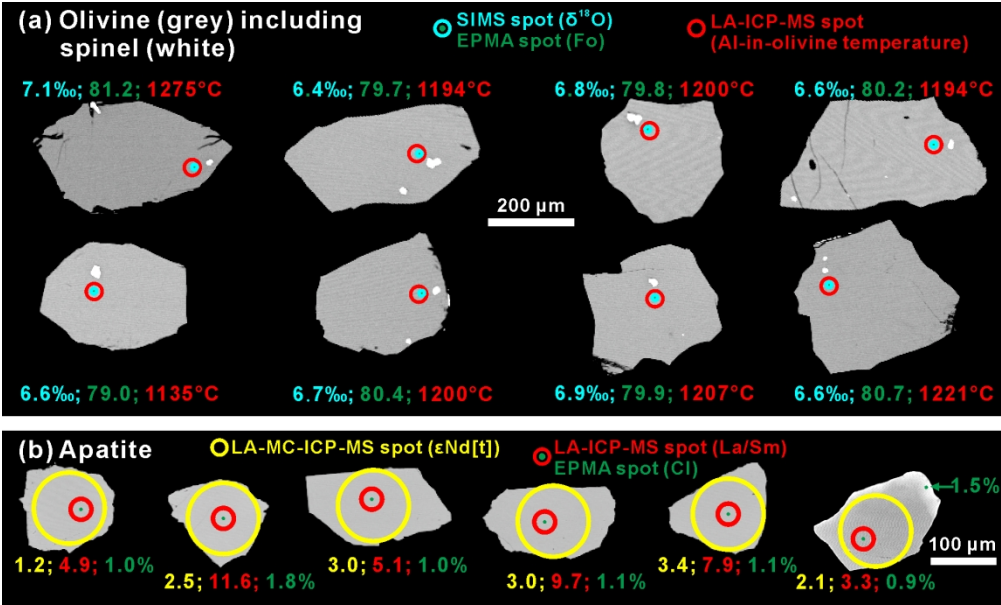 (a) Olivine (grey) including
spinel (white)
SIMS spot (δ¹⁸O)
EPMA spot (Fo)
LA-ICP-MS spot
(Al-in-olivine temperature)
7.1‰; 81.2; 1275°C
6.4‰; 79.7; 1194°C
6.8‰; 79.8; 1200°C
6.6‰; 80.2; 1194°C
200 µm
6.6‰; 79.0; 1135°C
6.7‰; 80.4; 1200°C
6.9‰; 79.9; 1207°C
6.6‰; 80.7; 1221°C
(b) Apatite
LA-MC-ICP-MS spot (εNd[t])
LA-ICP-MS spot (La/Sm)
EPMA spot (Cl)
1.5%
1.2; 4.9; 1.0%
2.5; 11.6; 1.8%
3.0; 5.1; 1.0%
3.0; 9.7; 1.1%
3.4; 7.9; 1.1%
2.1; 3.3; 0.9%
100 µm